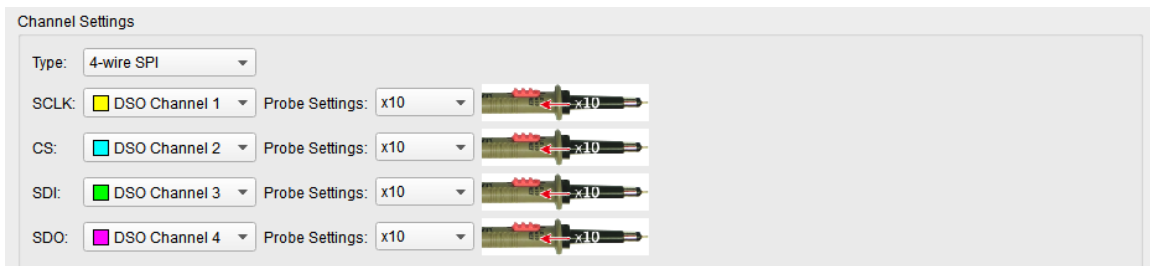 Channel Settings
Type: 4-wire SPI
SCLK: DSO Channel 1 Probe Settings: x10 x10
CS: DSO Channel 2 Probe Settings: x10 x10
SDI: DSO Channel 3 Probe Settings: x10 x10
SDO: DSO Channel 4 Probe Settings: x10 x10